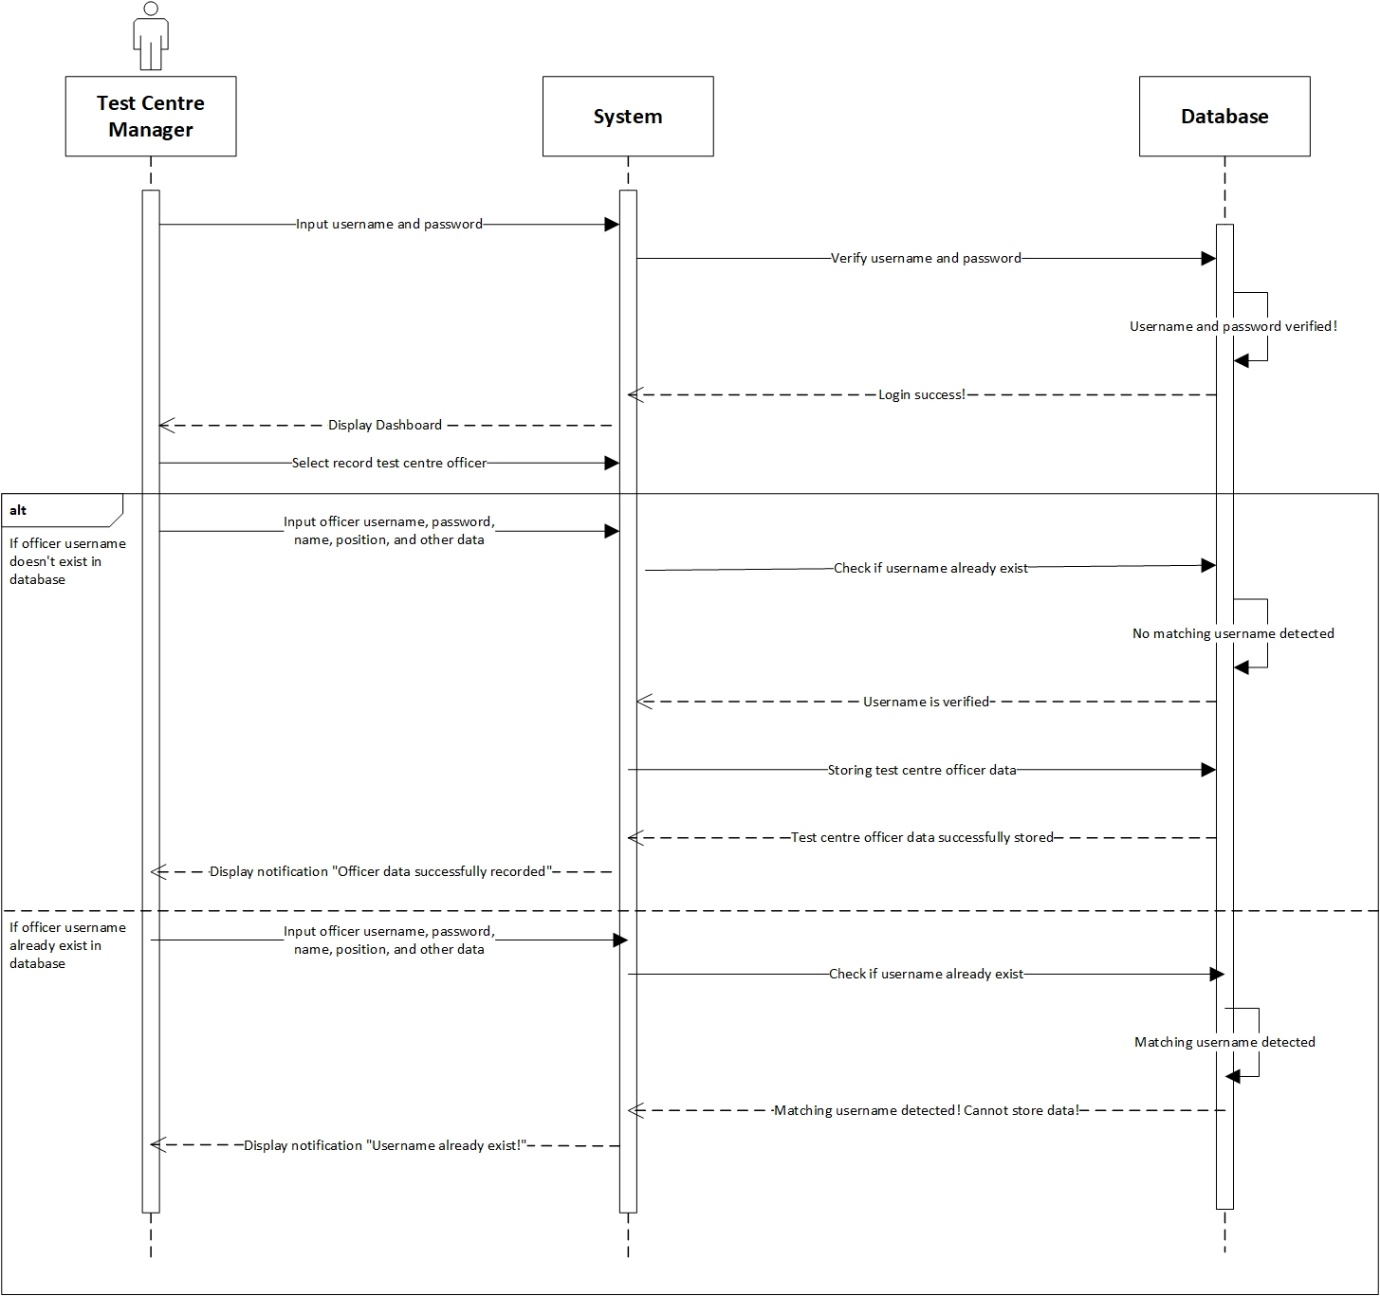 Test Centre
Manager
System
Database
Input username and password
Verify username and password
Username and password verified!
Login success!
Display Dashboard
Select record test centre officer
alt
If officer username
doesn't exist in
database
Input officer username, password,
name, position, and other data
Check if username already exist
No matching username detected
Username is verified
Storing test centre officer data
Test centre officer data successfully stored
Display notification "Officer data successfully recorded"
If officer username
already exist in
database
Input officer username, password,
name, position, and other data
Check if username already exist
Matching username detected
Matching username detected! Cannot store data!
Display notification "Username already exist!"